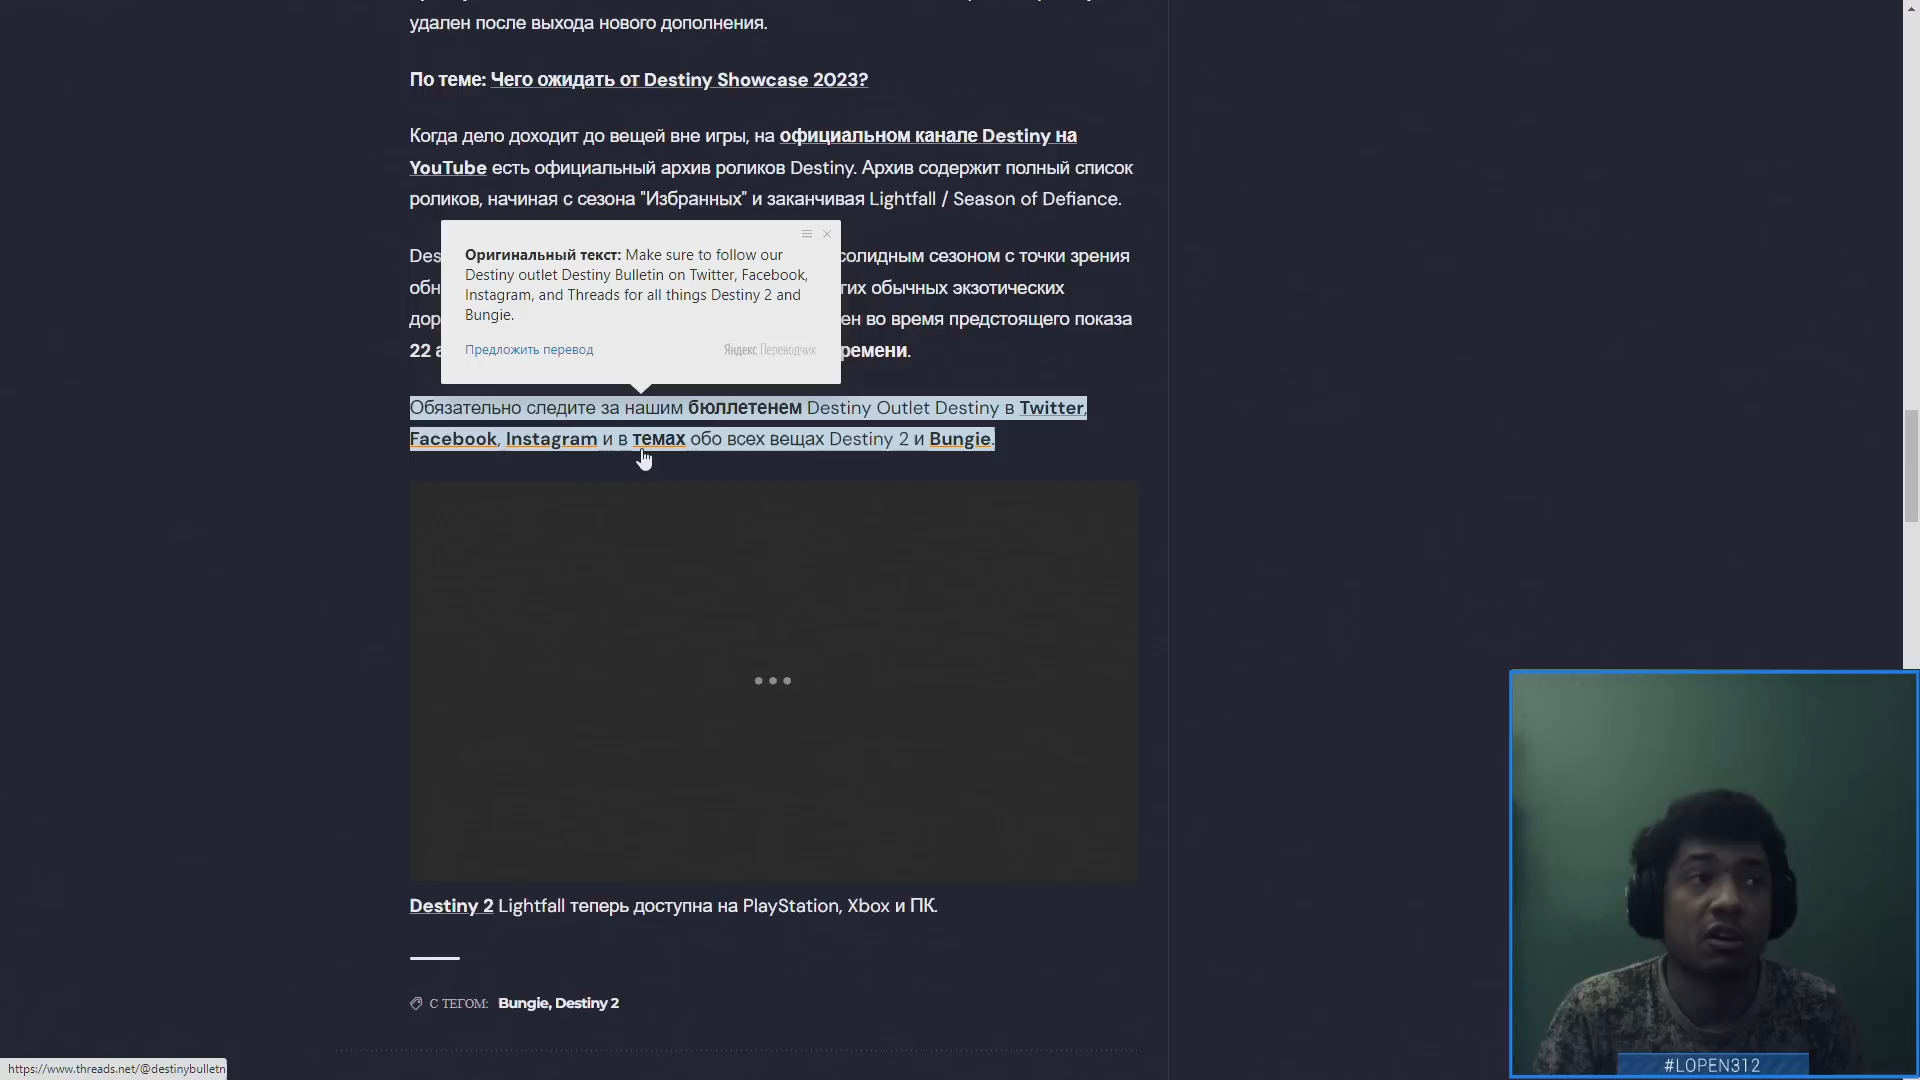 удален после выхода нового дополнения.
По теме: Чего ожидать от Destiny Showcase 2023?
Когда дело доходит до вещей вне игры, на официальном канале Destiny на
YouTube есть официальный архив роликов Destiny. Архив содержит полный список
роликов, начиная с сезона "Избранных" и заканчивая Lightfall / Season of Defiance.
Des
солидным сезоном с точки зрения
обн
гих обычных экзотических
дор
ен во время предстоящего показа
22 а
ремени.
Оригинальный текст: Make sure to follow our
Destiny outlet Destiny Bulletin on Twitter, Facebook,
Instagram, and Threads for all things Destiny 2 and
Bungie.
Предложить перевод
Яндекс Переводчик
Обязательно следите за нашим бюллетенем Destiny Outlet Destiny в Twitter,
Facebook, Instagram и в темах обо всех вещах Destiny 2 и Bungie.
Destiny 2 Lightfall теперь доступна на PlayStation, Xbox и ПК.
С ТЕГОМ: Bungie, Destiny 2
https://www.threads.net/@destinybulletn
#LOPEN312